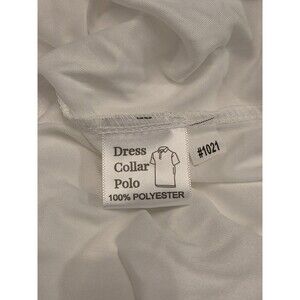 Dress
Collar
Polo
100% POLYESTER
#1021